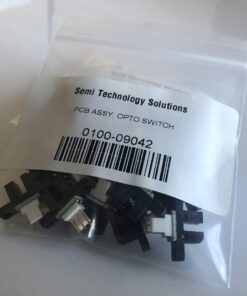 Semi Technology Solutions
PCB ASSY. OPTO SWITCH
0100-09042